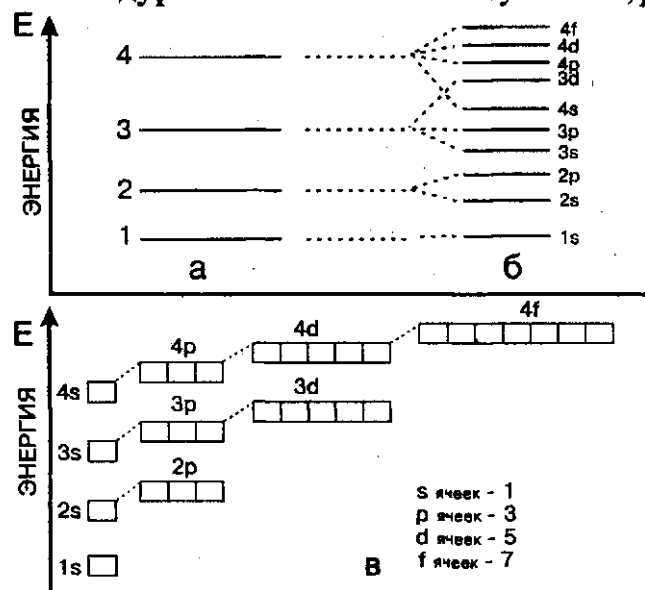 E
4f
4d
4p
3d
4
4s
3
3p
3s
2
2p
2s
1
1s
а
б
ЭНЕРГИЯ
E
4f
4d
4p
4s
3d
3p
3s
2p
2s
1s
ЭНЕРГИЯ
s ячеек - 1
p ячеек - 3
d ячеек - 5
f ячеек - 7
в